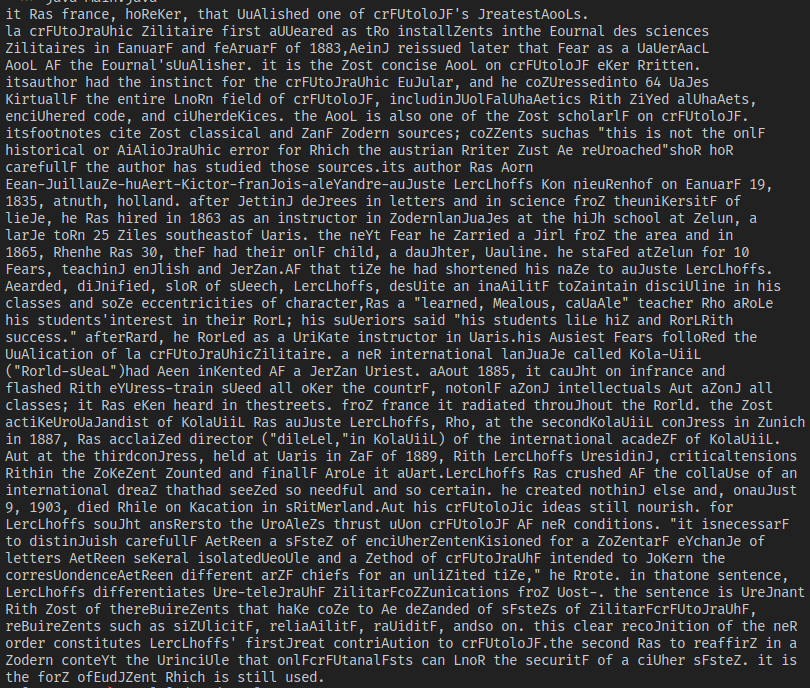 it Ras france, hoReKer, that UuAlished one of crFUtoloJF's JreatestAooLs.
la crFUtoJraUhic Zilitaire first aUUeared as tRo installZents inthe Eournal des sciences
Zilitaires in EanuarF and feAruarF of 1883,AeinJ reissued later that Fear as a UaUerAacL
AooL AF the Eournal'sUuAlisher. it is the Zost concise AooL on crFUtoloJF eKer Rritten.
itsauthor had the instinct for the crFUtoJraUhic EuJular, and he coZUressedinto 64 UaJes
KirtuallF the entire LnoRn field of crFUtoloJF, includinJUolFalUhaAetics Rith ZiYed alUhaAets,
enciUhered code, and ciUherdeKices. the AooL is also one of the Zost scholarlF on crFUtoloJF.
itsfootnotes cite Zost classical and ZanF Zodern sources; coZZents suchas "this is not the onlF
historical or AiAlioJraUhic error for Rhich the austrian Rriter Zust Ae reUroached"shoR hoR
carefullF the author has studied those sources.its author Ras Aorn
Eean-JuillauZe-huAert-Kictor-franJois-aleYandre-auJuste LercLhoffs Kon nieuRenhof on EanuarF 19,
1835, atnuth, holland. after JettinJ deJrees in letters and in science froZ theuniKersitF of
lieJe, he Ras hired in 1863 as an instructor in ZodernlanJuaJes at the hiJh school at Zelun, a
larJe toRn 25 Ziles southeastof Uaris. the neYt Fear he Zarried a Jirl froZ the area and in
1865, Rhenhe Ras 30, theF had their onlF child, a dauJhter, Uauline. he staFed atZelun for 10
Fears, teachinJ enJlish and JerZan.AF that tiZe he had shortened his naZe to auJuste LercLhoffs.
Aearded, diJnified, sloR of sUeech, LercLhoffs, desUite an inaAilitF toZaintain disciUline in his
classes and soZe eccentricities of character,Ras a "learned, Mealous, caUaAle" teacher Rho aRoLe
his students'interest in their RorL; his suUeriors said "his students liLe hiZ and RorLRith
success." afterRard, he RorLed as a UriKate instructor in Uaris.his Ausiest Fears folloRed the
UuAlication of la crFUtoJraUhicZilitaire. a neR international lanJuaJe called Kola-UiiL
("Rorld-sUeaL")had Aeen inKented AF a JerZan Uriest. aAout 1885, it cauJht on infrance and
flashed Rith eYUress-train sUeed all oKer the countrF, notonlF aZonJ intellectuals Aut aZonJ all
classes; it Ras eKen heard in thestreets. froZ france it radiated throuJhout the Rorld. the Zost
actiKeUroUaJandist of KolaUiiL Ras auJuste LercLhoffs, Rho, at the secondKolaUiiL conJress in Zunich
in 1887, Ras acclaiZed director ("dileLel,"in KolaUiiL) of the international acadeZF of KolaUiiL.
Aut at the thirdconJress, held at Uaris in ZaF of 1889, Rith LercLhoffs UresidinJ, criticaltensions
Rithin the ZoKeZent Zounted and finallF AroLe it aUart.LercLhoffs Ras crushed AF the collaUse of an
international dreaZ thathad seeZed so needful and so certain. he created nothinJ else and, onauJust
9, 1903, died Rhile on Kacation in sRitMerland.Aut his crFUtoloJic ideas still nourish. for
LercLhoffs souJht ansRersto the UroAleZs thrust uUon crFUtoloJF AF neR conditions. "it isnecessarF
to distinJuish carefullF AetReen a sFsteZ of enciUherZentenKisioned for a ZoZentarF eYchanJe of
letters AetReen seKeral isolatedUeoUle and a Zethod of crFUtoJraUhF intended to JoKern the
corresUondenceAetReen different arZF chiefs for an unliZited tiZe," he Rrote. in thatone sentence,
LercLhoffs differentiates Ure-teleJraUhF ZilitarFcoZZunications froZ Uost-. the sentence is UreJnant
Rith Zost of thereBuireZents that haKe coZe to Ae deZanded of sFsteZs of ZilitarFcrFUtoJraUhF,
reBuireZents such as siZUlicitF, reliaAilitF, raUiditF, andso on. this clear recoJnition of the neR
order constitutes LercLhoffs' firstJreat contriAution to crFUtoloJF.the second Ras to reaffirZ in a
Zodern conteYt the UrinciUle that onlFcrFUtanalFsts can LnoR the securitF of a ciUher sFsteZ. it is
the forZ ofEudJZent Rhich is still used.